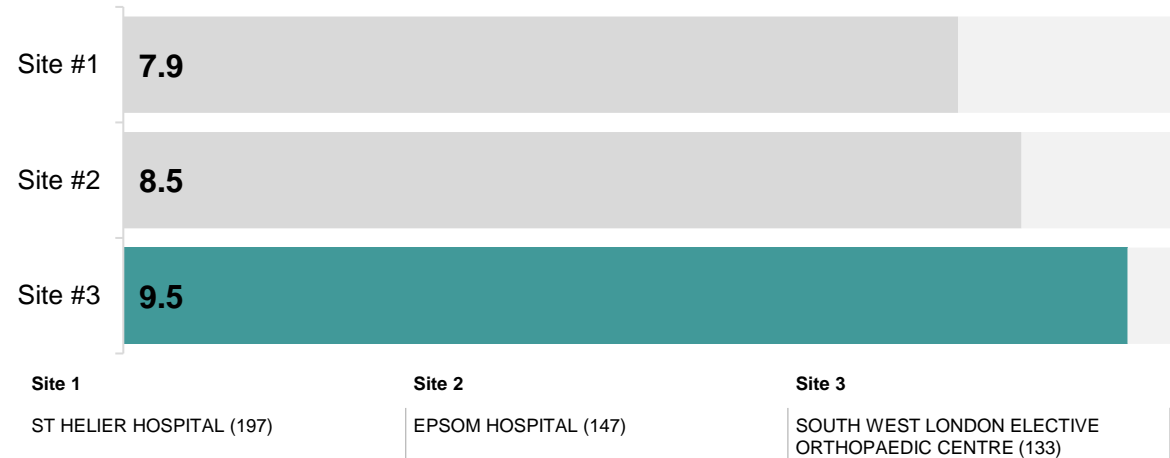 Site #1
7.9
Site #2
8.5
Site #3
9.5
Site 1
Site 2
Site 3
ST HELIER HOSPITAL (197)
EPSOM HOSPITAL (147)
SOUTH WEST LONDON ELECTIVE
ORTHOPAEDIC CENTRE (133)